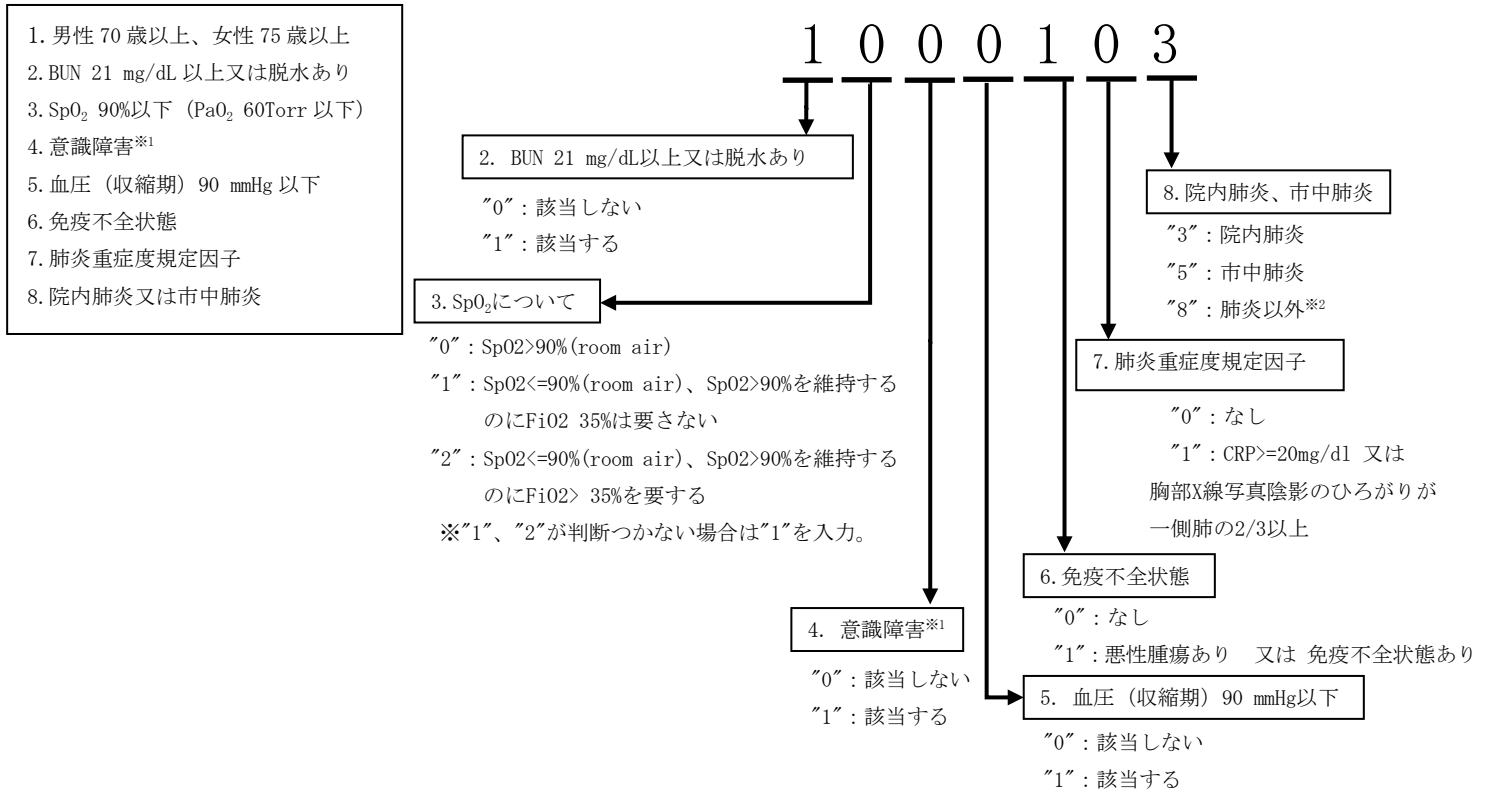 1.男性 70 歳以上、女性 75 歳以上
2.BUN 21 mg/dL 以上又は脱水あり
3.SpO₂ 90%以下（PaO₂ 60Torr 以下）
4.意識障害※1
5.血圧（収縮期）90 mmHg 以下
6.免疫不全状態
7.肺炎重症度規定因子
8.院内肺炎又は市中肺炎
1 0 0 0 1 0 3
2. BUN 21 mg/dL以上又は脱水あり
"0"：該当しない
"1"：該当する
3.SpO₂について
"0"：SpO2>90%(room air)
"1"：SpO2<=90%(room air)、SpO2>90%を維持する
のにFiO2 35%は要さない
"2"：SpO2<=90%(room air)、SpO2>90%を維持する
のにFiO2> 35%を要する
※"1"、"2"が判断つかない場合は"1"を入力。
4. 意識障害※1
"0"：該当しない
"1"：該当する
5. 血圧（収縮期）90 mmHg以下
"0"：該当しない
"1"：該当する
6.免疫不全状態
"0"：なし
"1"：悪性腫瘍あり　又は 免疫不全状態あり
7.肺炎重症度規定因子
"0"：なし
"1"：CRP>=20mg/dl 又は
胸部X線写真陰影のひろがりが
一側肺の2/3以上
8.院内肺炎、市中肺炎
"3"：院内肺炎
"5"：市中肺炎
"8"：肺炎以外※2